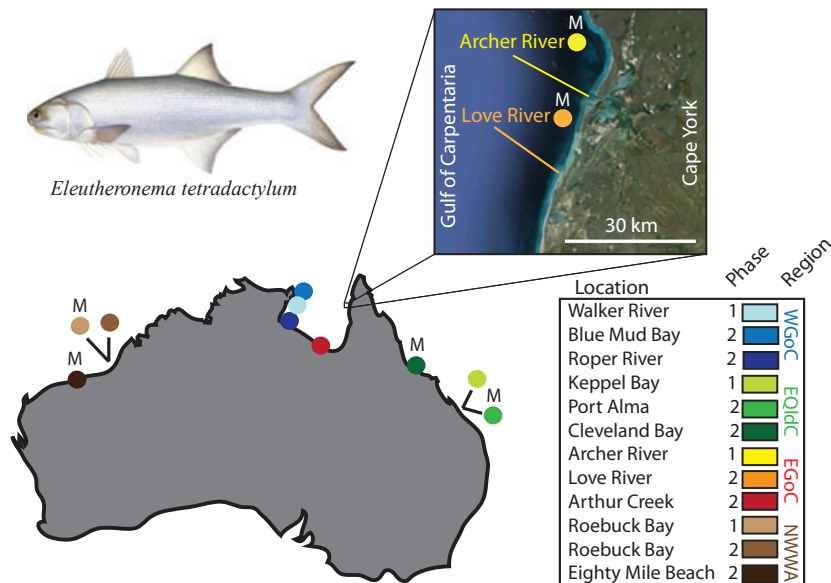 M
Archer River
M
Love River
Gulf of Carpentaria
Cape York
30 km
Eleutheronema tetradactylum
M
M
M
M
Location Phase Region
Walker River 1
Blue Mud Bay 2
Roper River 2
WGoC
Keppel Bay 1
Port Alma 2
Cleveland Bay 2
EQldC
Archer River 1
Love River 2
Arthur Creek 2
EGoC
Roebuck Bay 1
Roebuck Bay 2
Eighty Mile Beach 2
NWWA